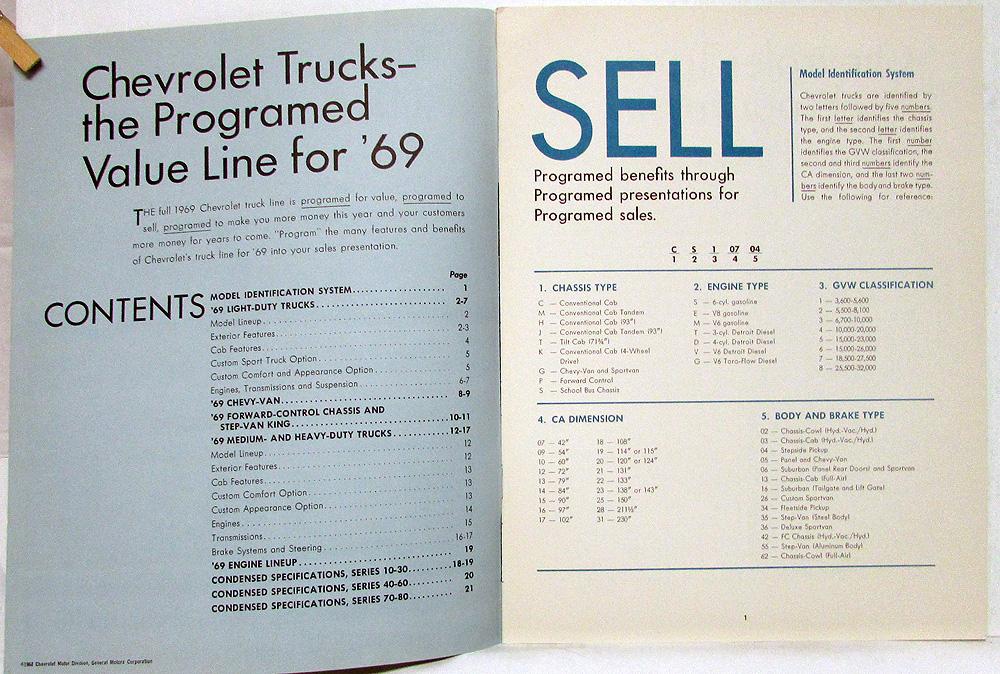 Chevrolet Trucks–
the Programed
Value Line for '69
THE full 1969 Chevrolet truck line is programed for value, programed to
sell, programed to make you more money this year and your customers
more money for years to come. "Program" the many features and benefits
of Chevrolet's truck line for '69 into your sales presentation.
CONTENTS
Page
MODEL IDENTIFICATION SYSTEM 1
'69 LIGHT-DUTY TRUCKS 2-7
Model Lineup 2
Exterior Features 2-3
Cab Features 4
Custom Sport Truck Option 5
Custom Comfort and Appearance Option 5
Engines, Transmissions and Suspension 6-7
'69 CHEVY-VAN 8-9
'69 FORWARD-CONTROL CHASSIS AND
STEP-VAN KING 10-11
'69 MEDIUM- AND HEAVY-DUTY TRUCKS 12-17
Model Lineup 12
Exterior Features 12
Cab Features 13
Custom Comfort Option 13
Custom Appearance Option 13
Engines 14
Transmissions 15
Brake Systems and Steering 16-17
'69 ENGINE LINEUP 19
CONDENSED SPECIFICATIONS, SERIES 10-30 18-19
CONDENSED SPECIFICATIONS, SERIES 40-60 20
CONDENSED SPECIFICATIONS, SERIES 70-80 21
©1968 Chevrolet Motor Division, General Motors Corporation
SELL
Programed benefits through
Programed presentations for
Programed sales.
Model Identification System
Chevrolet trucks are identified by
two letters followed by five numbers.
The first letter identifies the chassis
type, and the second letter identifies
the engine type. The first number
identifies the GVW classification, the
second and third numbers identify the
CA dimension, and the last two num-
bers identify the body and brake type.
Use the following for reference:
C S 1 07 04
1 2 3 4 5
1. CHASSIS TYPE
C — Conventional Cab
M — Conventional Cab Tandem
H — Conventional Cab (93")
J — Conventional Cab Tandem (93")
T — Tilt Cab (71¾")
K — Conventional Cab (4-Wheel
Drive)
G — Chevy-Van and Sportvan
P — Forward Control
S — School Bus Chassis
2. ENGINE TYPE
S — 6-cyl. gasoline
E — V8 gasoline
M — V6 gasoline
T — 3-cyl. Detroit Diesel
D — 4-cyl. Detroit Diesel
V — V6 Detroit Diesel
G — V6 Toro-Flow Diesel
3. GVW CLASSIFICATION
1 — 3,600-5,600
2 — 5,500-8,100
3 — 6,700-10,000
4 — 10,000-20,000
5 — 15,000-23,000
6 — 15,000-26,000
7 — 18,500-27,500
8 — 25,500-32,000
4. CA DIMENSION
07 — 42"
09 — 54"
10 — 60"
12 — 72"
13 — 79"
14 — 84"
15 — 90"
16 — 97"
17 — 102"
18 — 108"
19 — 114" or 115"
20 — 120" or 124"
21 — 131"
22 — 133"
23 — 138" or 143"
25 — 150"
28 — 211½"
31 — 230"
5. BODY AND BRAKE TYPE
02 — Chassis-Cowl (Hyd.-Vac./Hyd.)
03 — Chassis-Cab (Hyd.-Vac./Hyd.)
04 — Stepside Pickup
05 — Panel and Chevy-Van
06 — Suburban (Panel Rear Doors) and Sportvan
13 — Chassis-Cab (Full-Air)
16 — Suburban (Tailgate and Lift Gate)
26 — Custom Sportvan
34 — Fleetside Pickup
35 — Step-Van (Steel Body)
36 — Deluxe Sportvan
42 — FC Chassis (Hyd.-Vac./Hyd.)
55 — Step-Van (Aluminum Body)
62 — Chassis-Cowl (Full-Air)
1